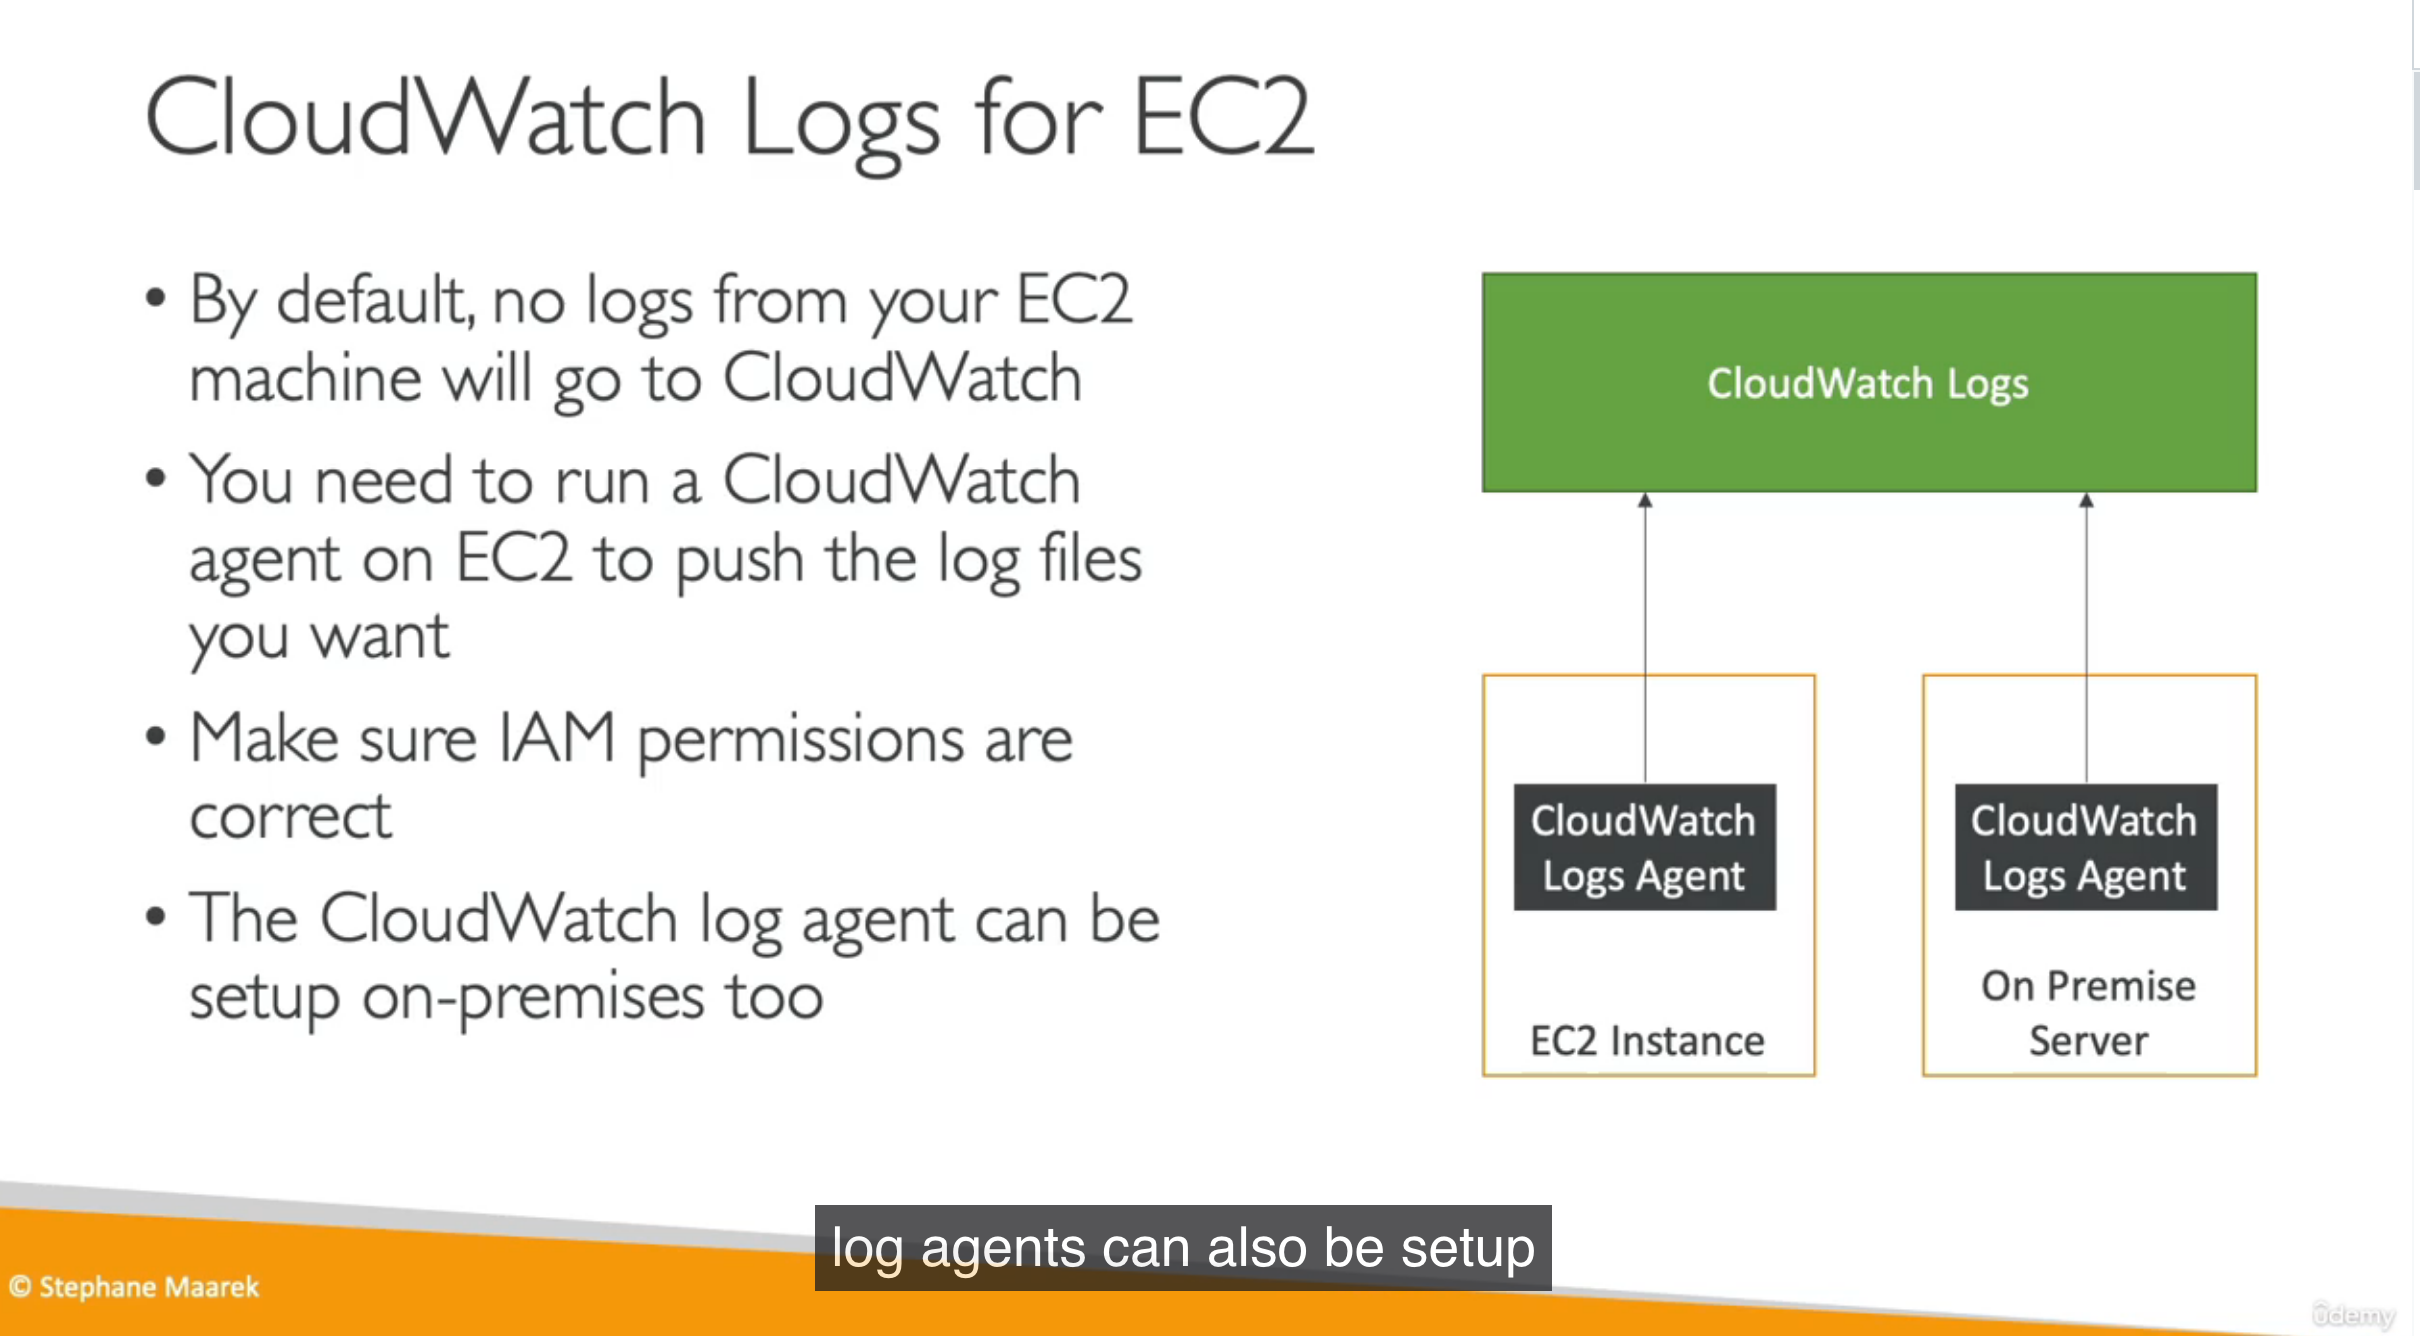 CloudWatch Logs for EC2
• By default, no logs from your EC2
machine will go to CloudWatch
• You need to run a CloudWatch
agent on EC2 to push the log files
you want
• Make sure IAM permissions are
correct
• The CloudWatch log agent can be
setup on-premises too
CloudWatch Logs
CloudWatch
Logs Agent
EC2 Instance
CloudWatch
Logs Agent
On Premise
Server
log agents can also be setup
© Stephane Maarek
ûdemy